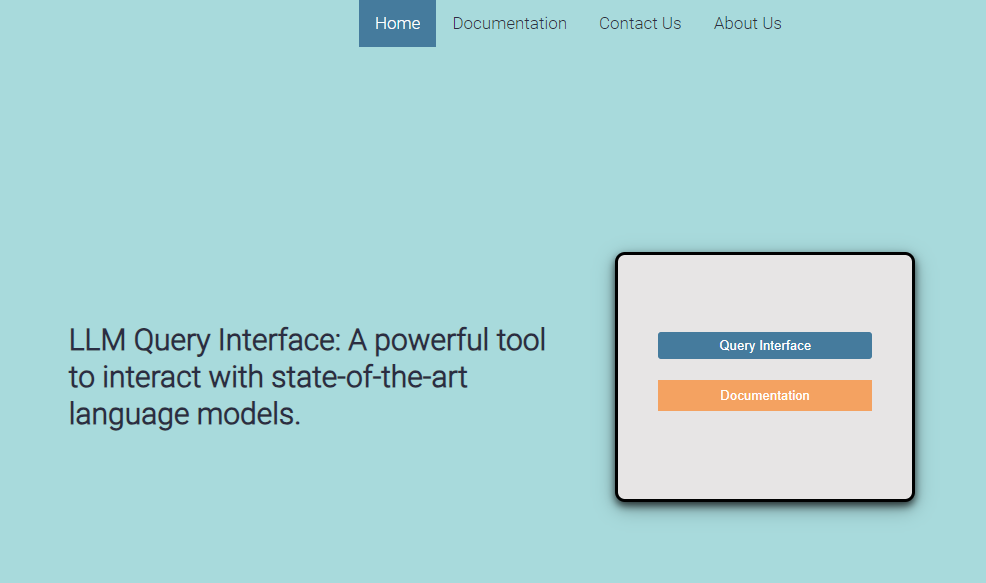 Home Documentation Contact Us About Us
LLM Query Interface: A powerful tool
to interact with state-of-the-art
language models.
Query Interface
Documentation